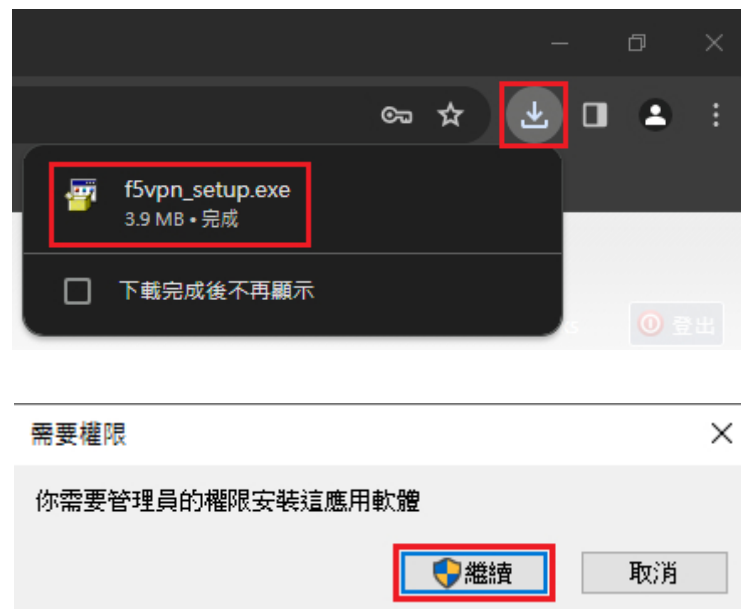 f5vpn_setup.exe
3.9 MB • 完成
下載完成後不再顯示
登出
需要權限
你需要管理員的權限安裝這應用軟體
繼續
取消